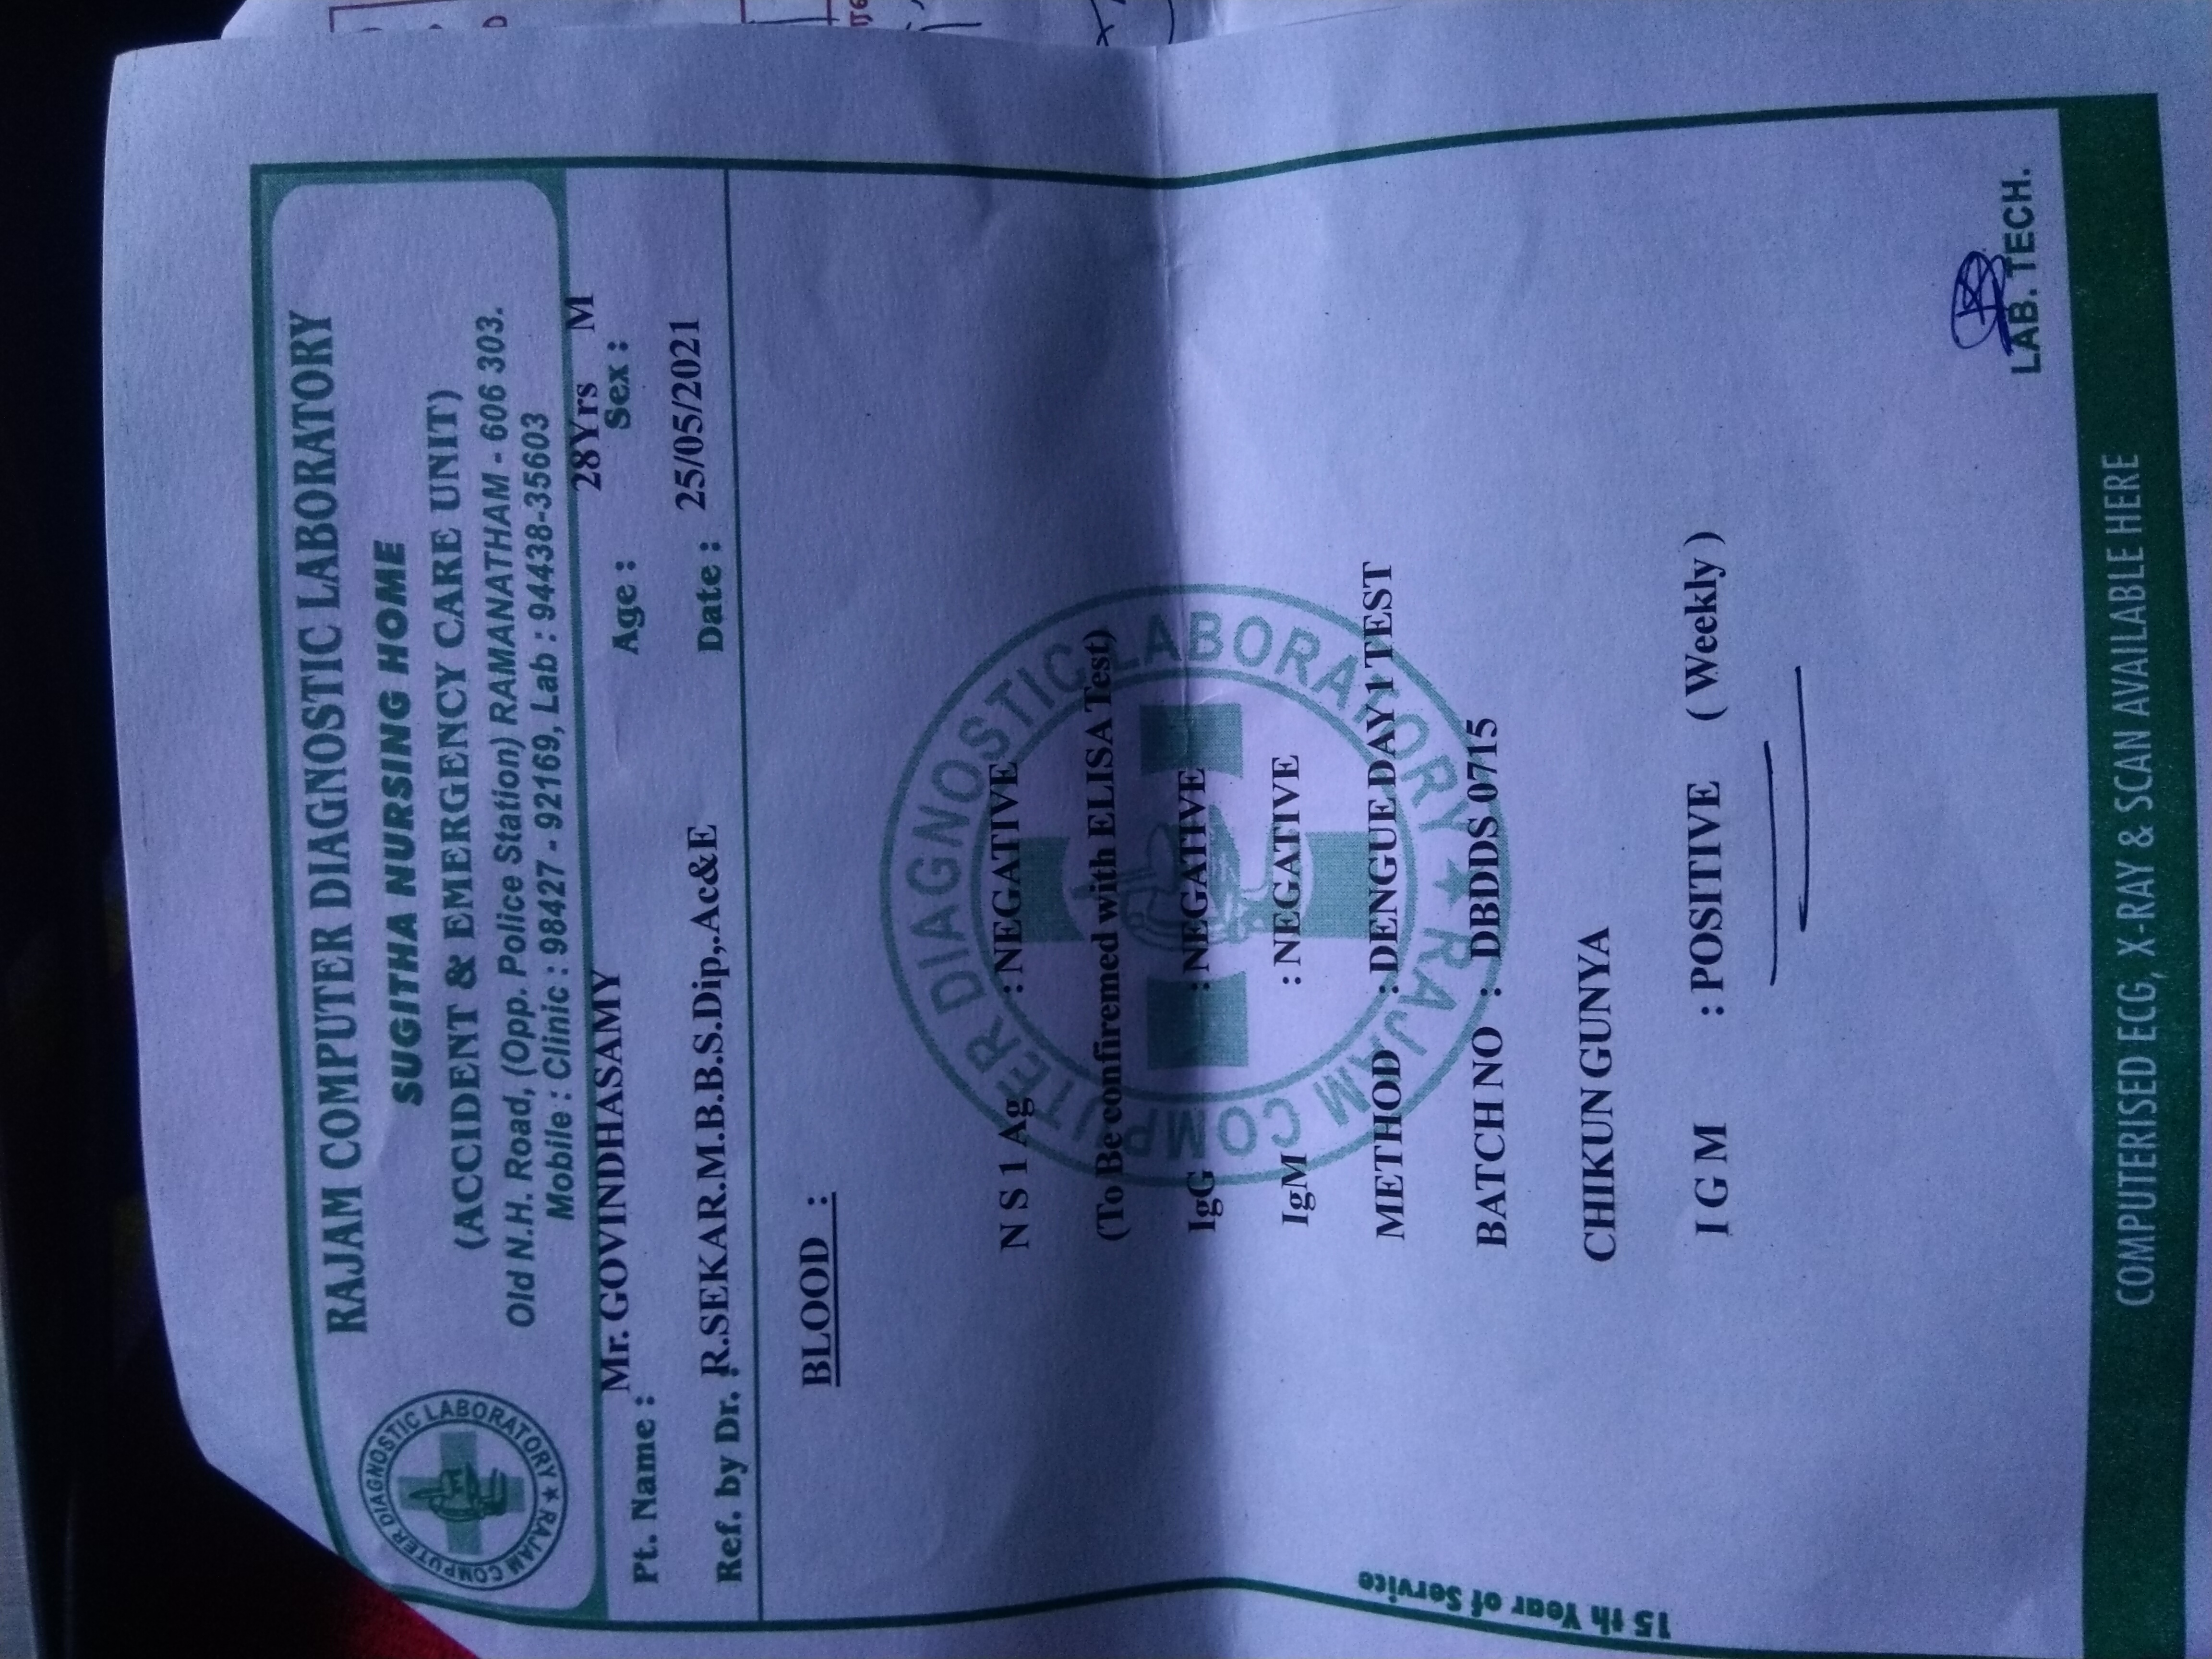 RAJAM COMPUTER DIAGNOSTIC LABORATORY
SUGITHA NURSING HOME
(ACCIDENT & EMERGENCY CARE UNIT)
Old N.H. Road, (Opp. Police Station) RAMANATHAM - 606 303.
Mobile : Clinic : 98427 - 92169, Lab : 94438-35603
RAJAM COMPUTER DIAGNOSTIC LABORATORY
Pt. Name : Mr. GOVINDHASAMY Age : 28Yrs Sex : M
Ref. by Dr. : R.SEKAR.M.B.B.S.Dip,.Ac&E Date : 25/05/2021
BLOOD :
RAJAM COMPUTER DIAGNOSTIC LABORATORY
N S 1 Ag : NEGATIVE
(To Be confiremed with ELISA Test)
IgG : NEGATIVE
IgM : NEGATIVE
METHOD : DENGUE DAY 1 TEST
BATCH NO : DBDDS 0715
CHIKUN GUNYA
I G M : POSITIVE ( Weekly )
15 th Year of Service
LAB. TECH.
COMPUTERISED ECG, X-RAY & SCAN AVAILABLE HERE